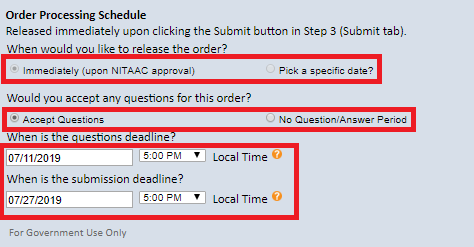 Order Processing Schedule
Released immediately upon clicking the Submit button in Step 3 (Submit tab).
When would you like to release the order?
Immediately (upon NITAAC approval) Pick a specific date?
Would you accept any questions for this order?
Accept Questions No Question/Answer Period
When is the questions deadline?
07/11/2019 5:00 PM Local Time ?
When is the submission deadline?
07/27/2019 5:00 PM Local Time ?
For Government Use Only